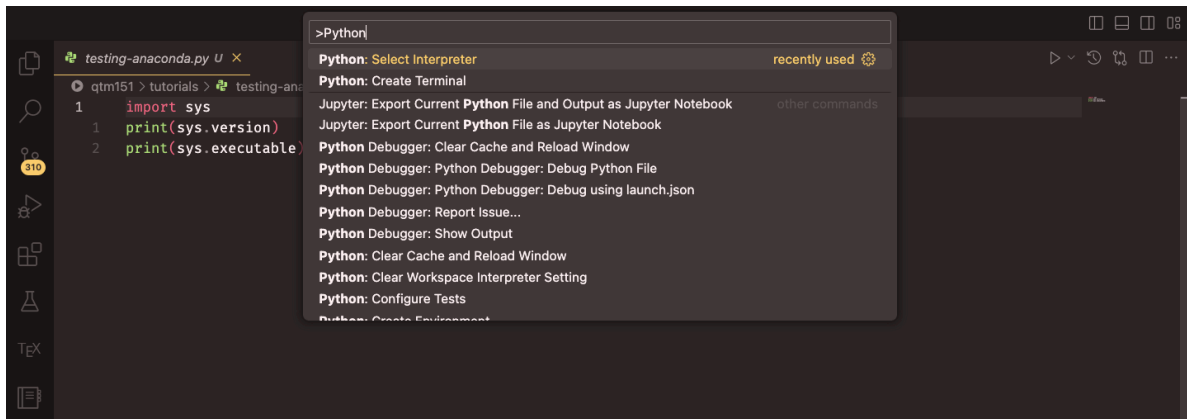 >Python
testing-anaconda.py U
Python: Select Interpreter recently used
Python: Create Terminal
qtm151 > tutorials > testing-ana
Jupyter: Export Current Python File and Output as Jupyter Notebook other commands
1 import sys
Jupyter: Export Current Python File as Jupyter Notebook
1 print(sys.version)
2 print(sys.executable)
Python Debugger: Clear Cache and Reload Window
310
Python Debugger: Python Debugger: Debug Python File
Python Debugger: Python Debugger: Debug using launch.json
Python Debugger: Report Issue...
Python Debugger: Show Output
Python: Clear Cache and Reload Window
Python: Clear Workspace Interpreter Setting
Python: Configure Tests
Python: Create Environment
TEX